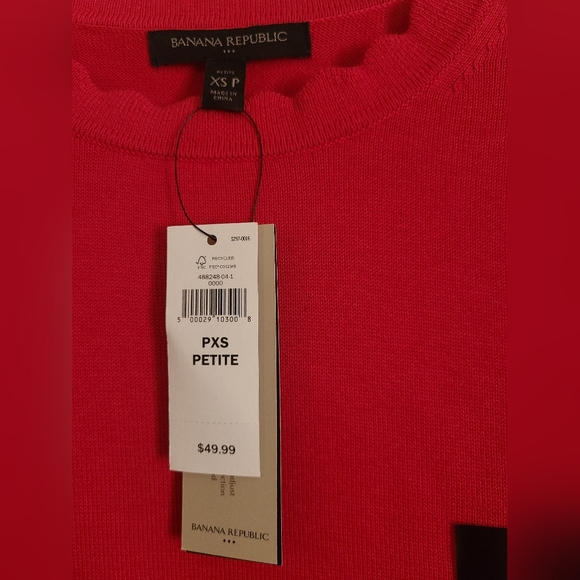 BANANA REPUBLIC
PETITE
XS P
MADE IN
CHINA
RECYCLED
488248-04-1
0000
5 00029 10300 8
PXS
PETITE
$49.99
BANANA REPUBLIC